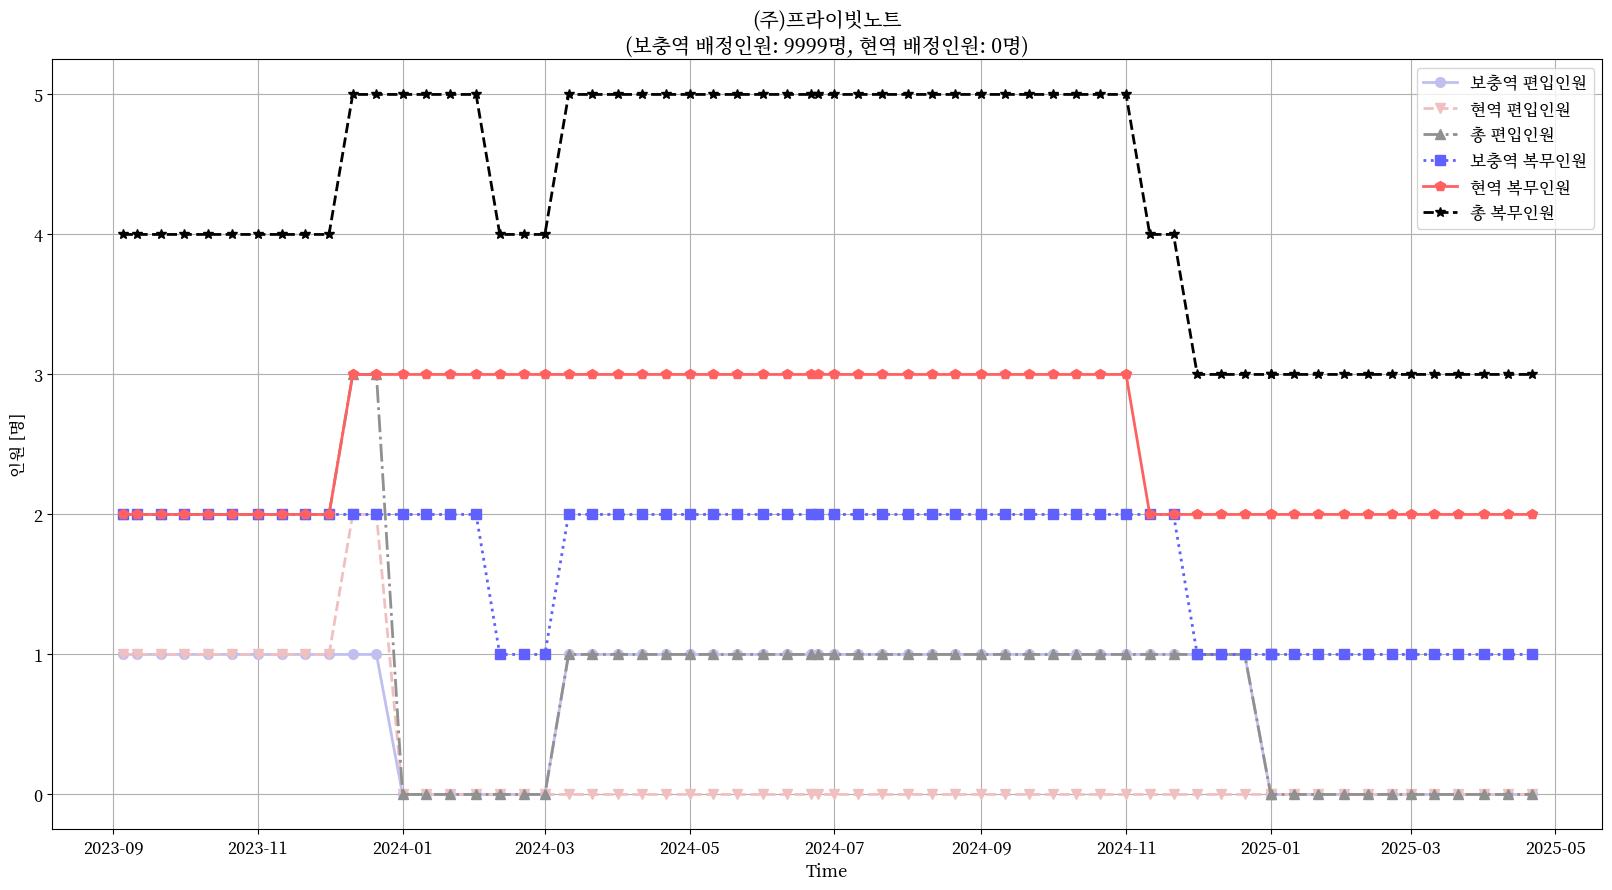 (주)프라이빗노트
(보충역 배정인원: 9999명, 현역 배정인원: 0명)
보충역 편입인원
현역 편입인원
총 편입인원
보충역 복무인원
현역 복무인원
총 복무인원
인원 [명]
5
4
3
2
1
0
2023-09 2023-11 2024-01 2024-03 2024-05 2024-07 2024-09 2024-11 2025-01 2025-03 2025-05
Time